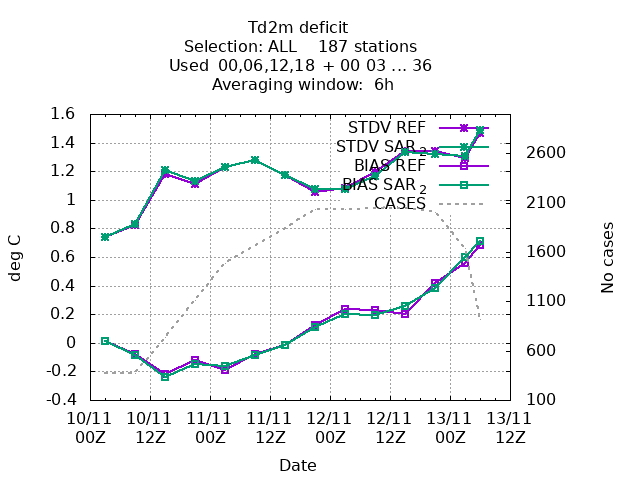 Td2m deficit
Selection: ALL    187 stations
Used  00,06,12,18 + 00 03 ... 36
Averaging window:  6h
1.6
1.4
1.2
1
0.8
0.6
0.4
0.2
0
-0.2
-0.4
deg C
STDV REF
STDV SAR 2
BIAS REF
BIAS SAR 2
CASES
2600
2100
1600
1100
600
100
No cases
10/11 10/11 11/11 11/11 12/11 12/11 13/11 13/11
00Z 12Z 00Z 12Z 00Z 12Z 00Z 12Z
Date